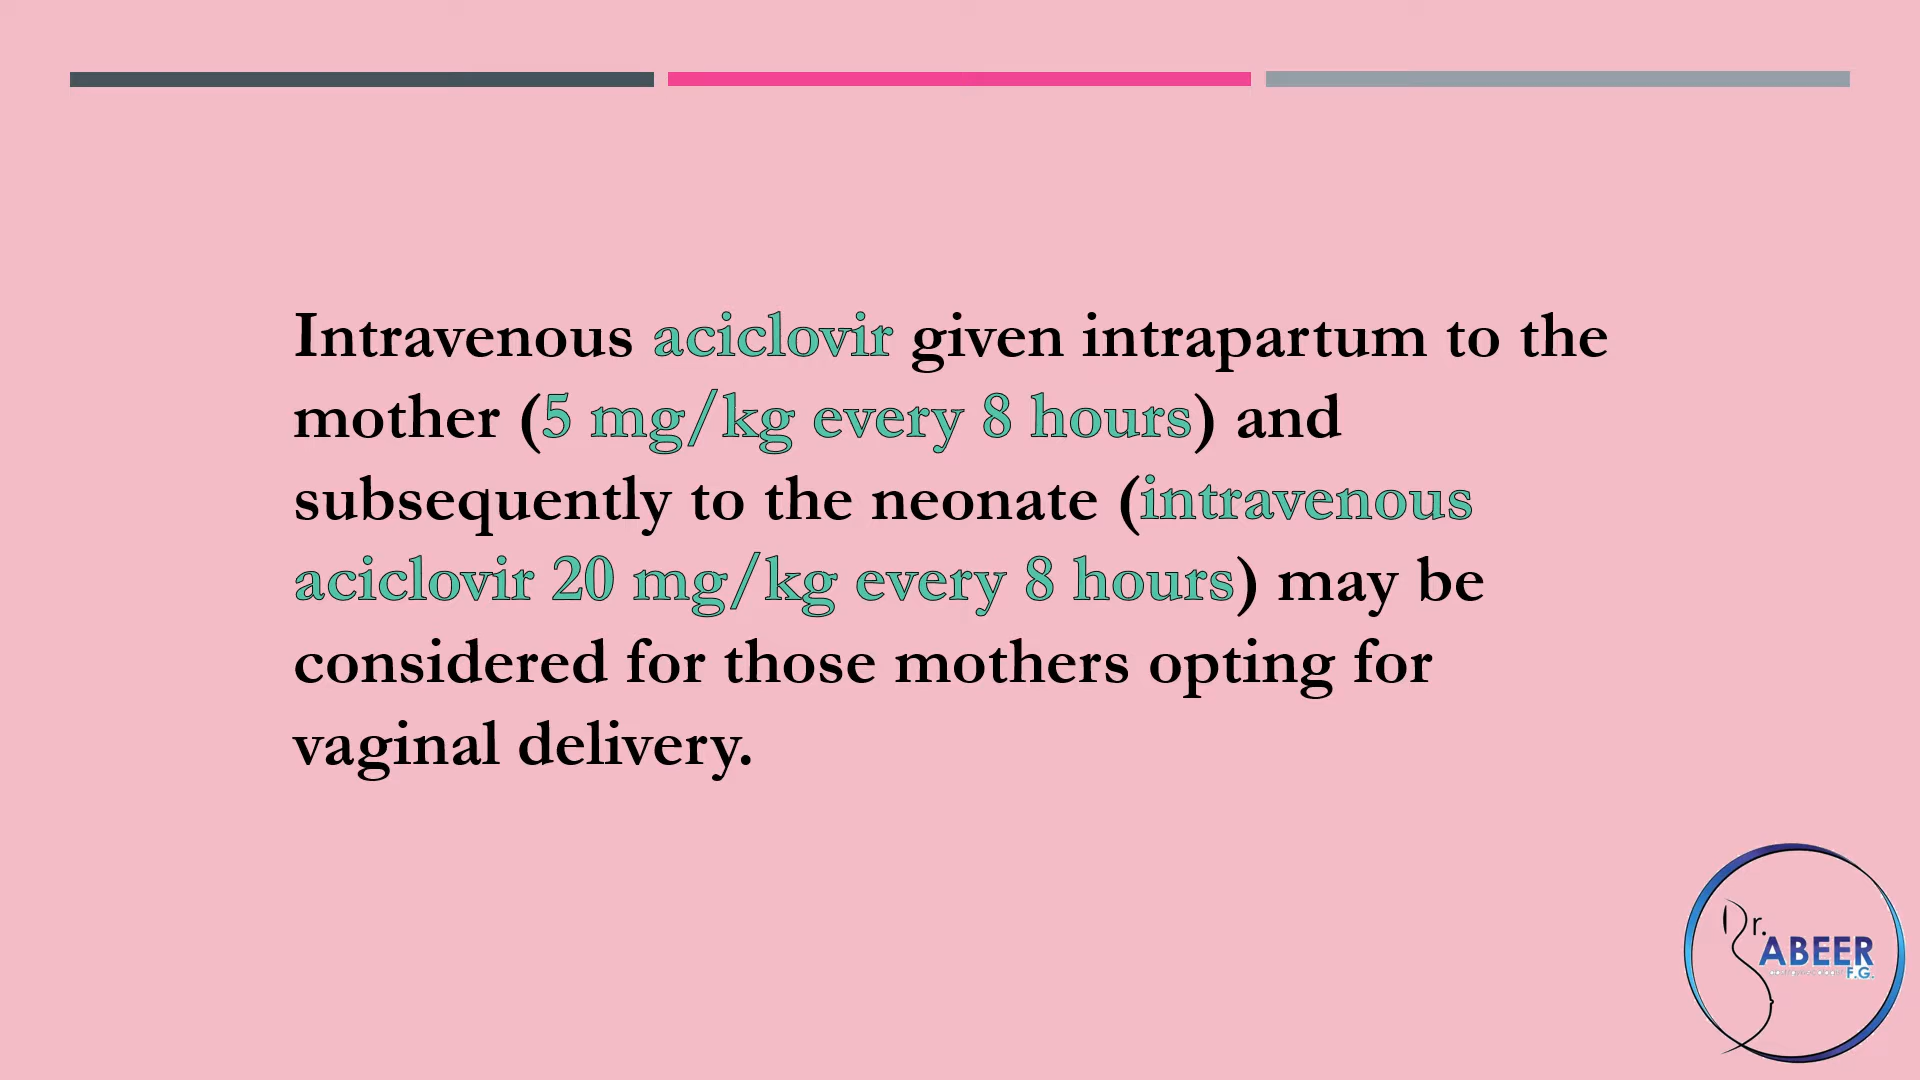 Intravenous aciclovir given intrapartum to the
mother (5 mg/kg every 8 hours) and
subsequently to the neonate (intravenous
aciclovir 20 mg/kg every 8 hours) may be
considered for those mothers opting for
vaginal delivery.
Dr.
ABEER
F.G.